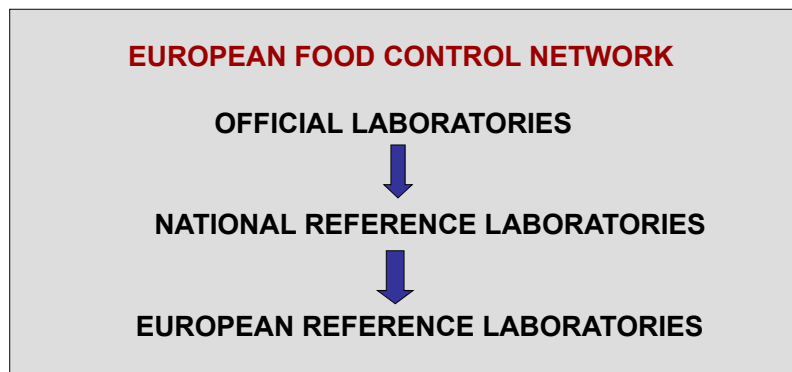 EUROPEAN FOOD CONTROL NETWORK
OFFICIAL LABORATORIES
NATIONAL REFERENCE LABORATORIES
EUROPEAN REFERENCE LABORATORIES